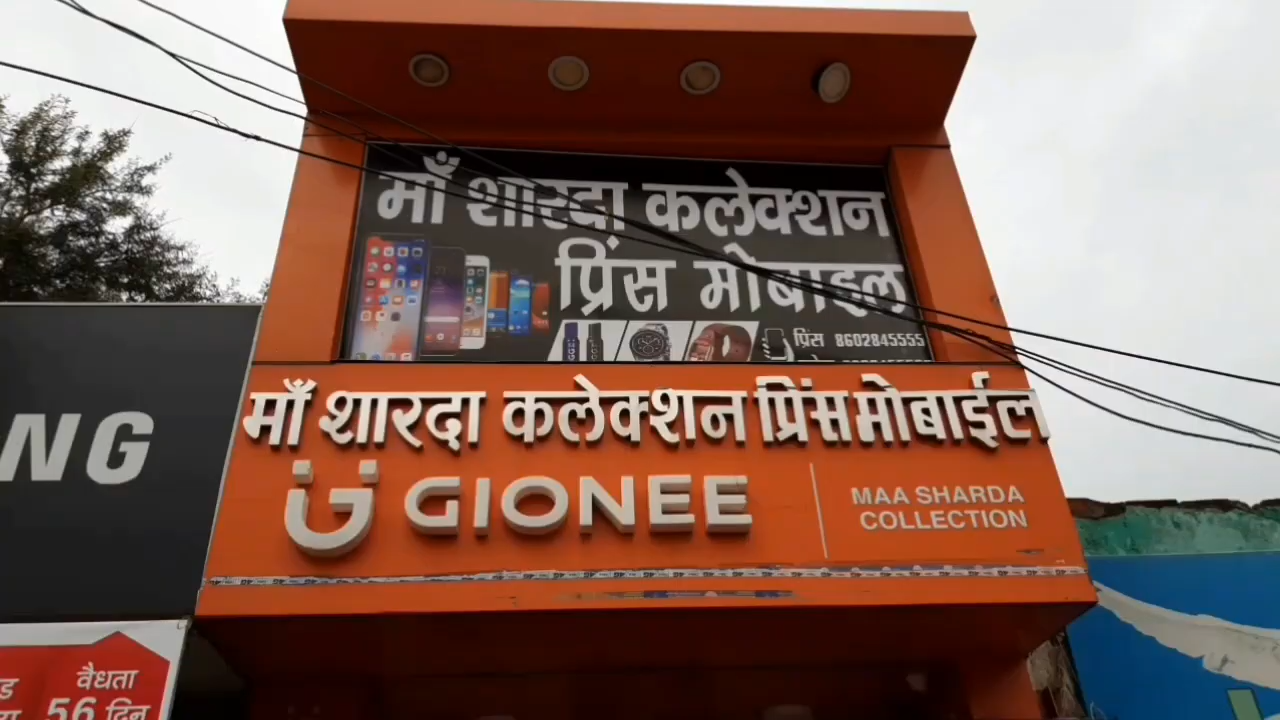 माँ शारदा कलेक्शन
प्रिंस मोबाइल
प्रिंस 8602845555
माँ शारदा कलेक्शन प्रिंस मोबाईल
GIONEE
MAA SHARDA
COLLECTION
NG
वैधता
56 दिन